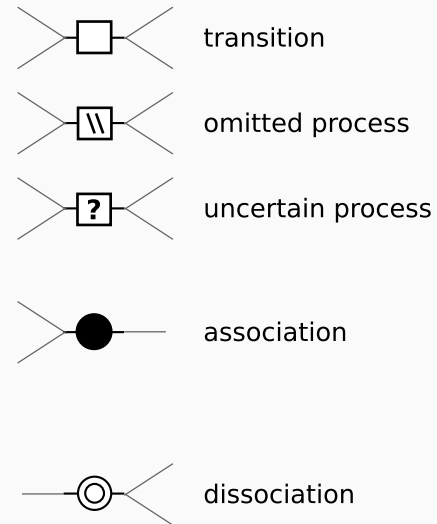 transition
\\ omitted process
? uncertain process
association
dissociation